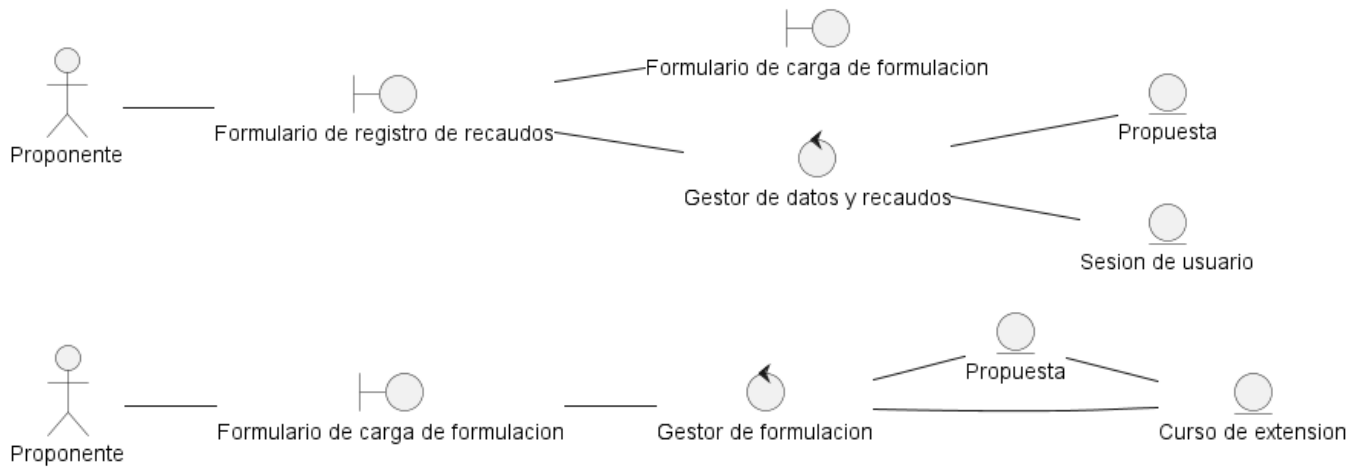 Formulario de carga de formulacion
Proponente
Formulario de registro de recaudos
Propuesta
Gestor de datos y recaudos
Sesion de usuario
Propuesta
Proponente
Formulario de carga de formulacion
Gestor de formulacion
Curso de extension